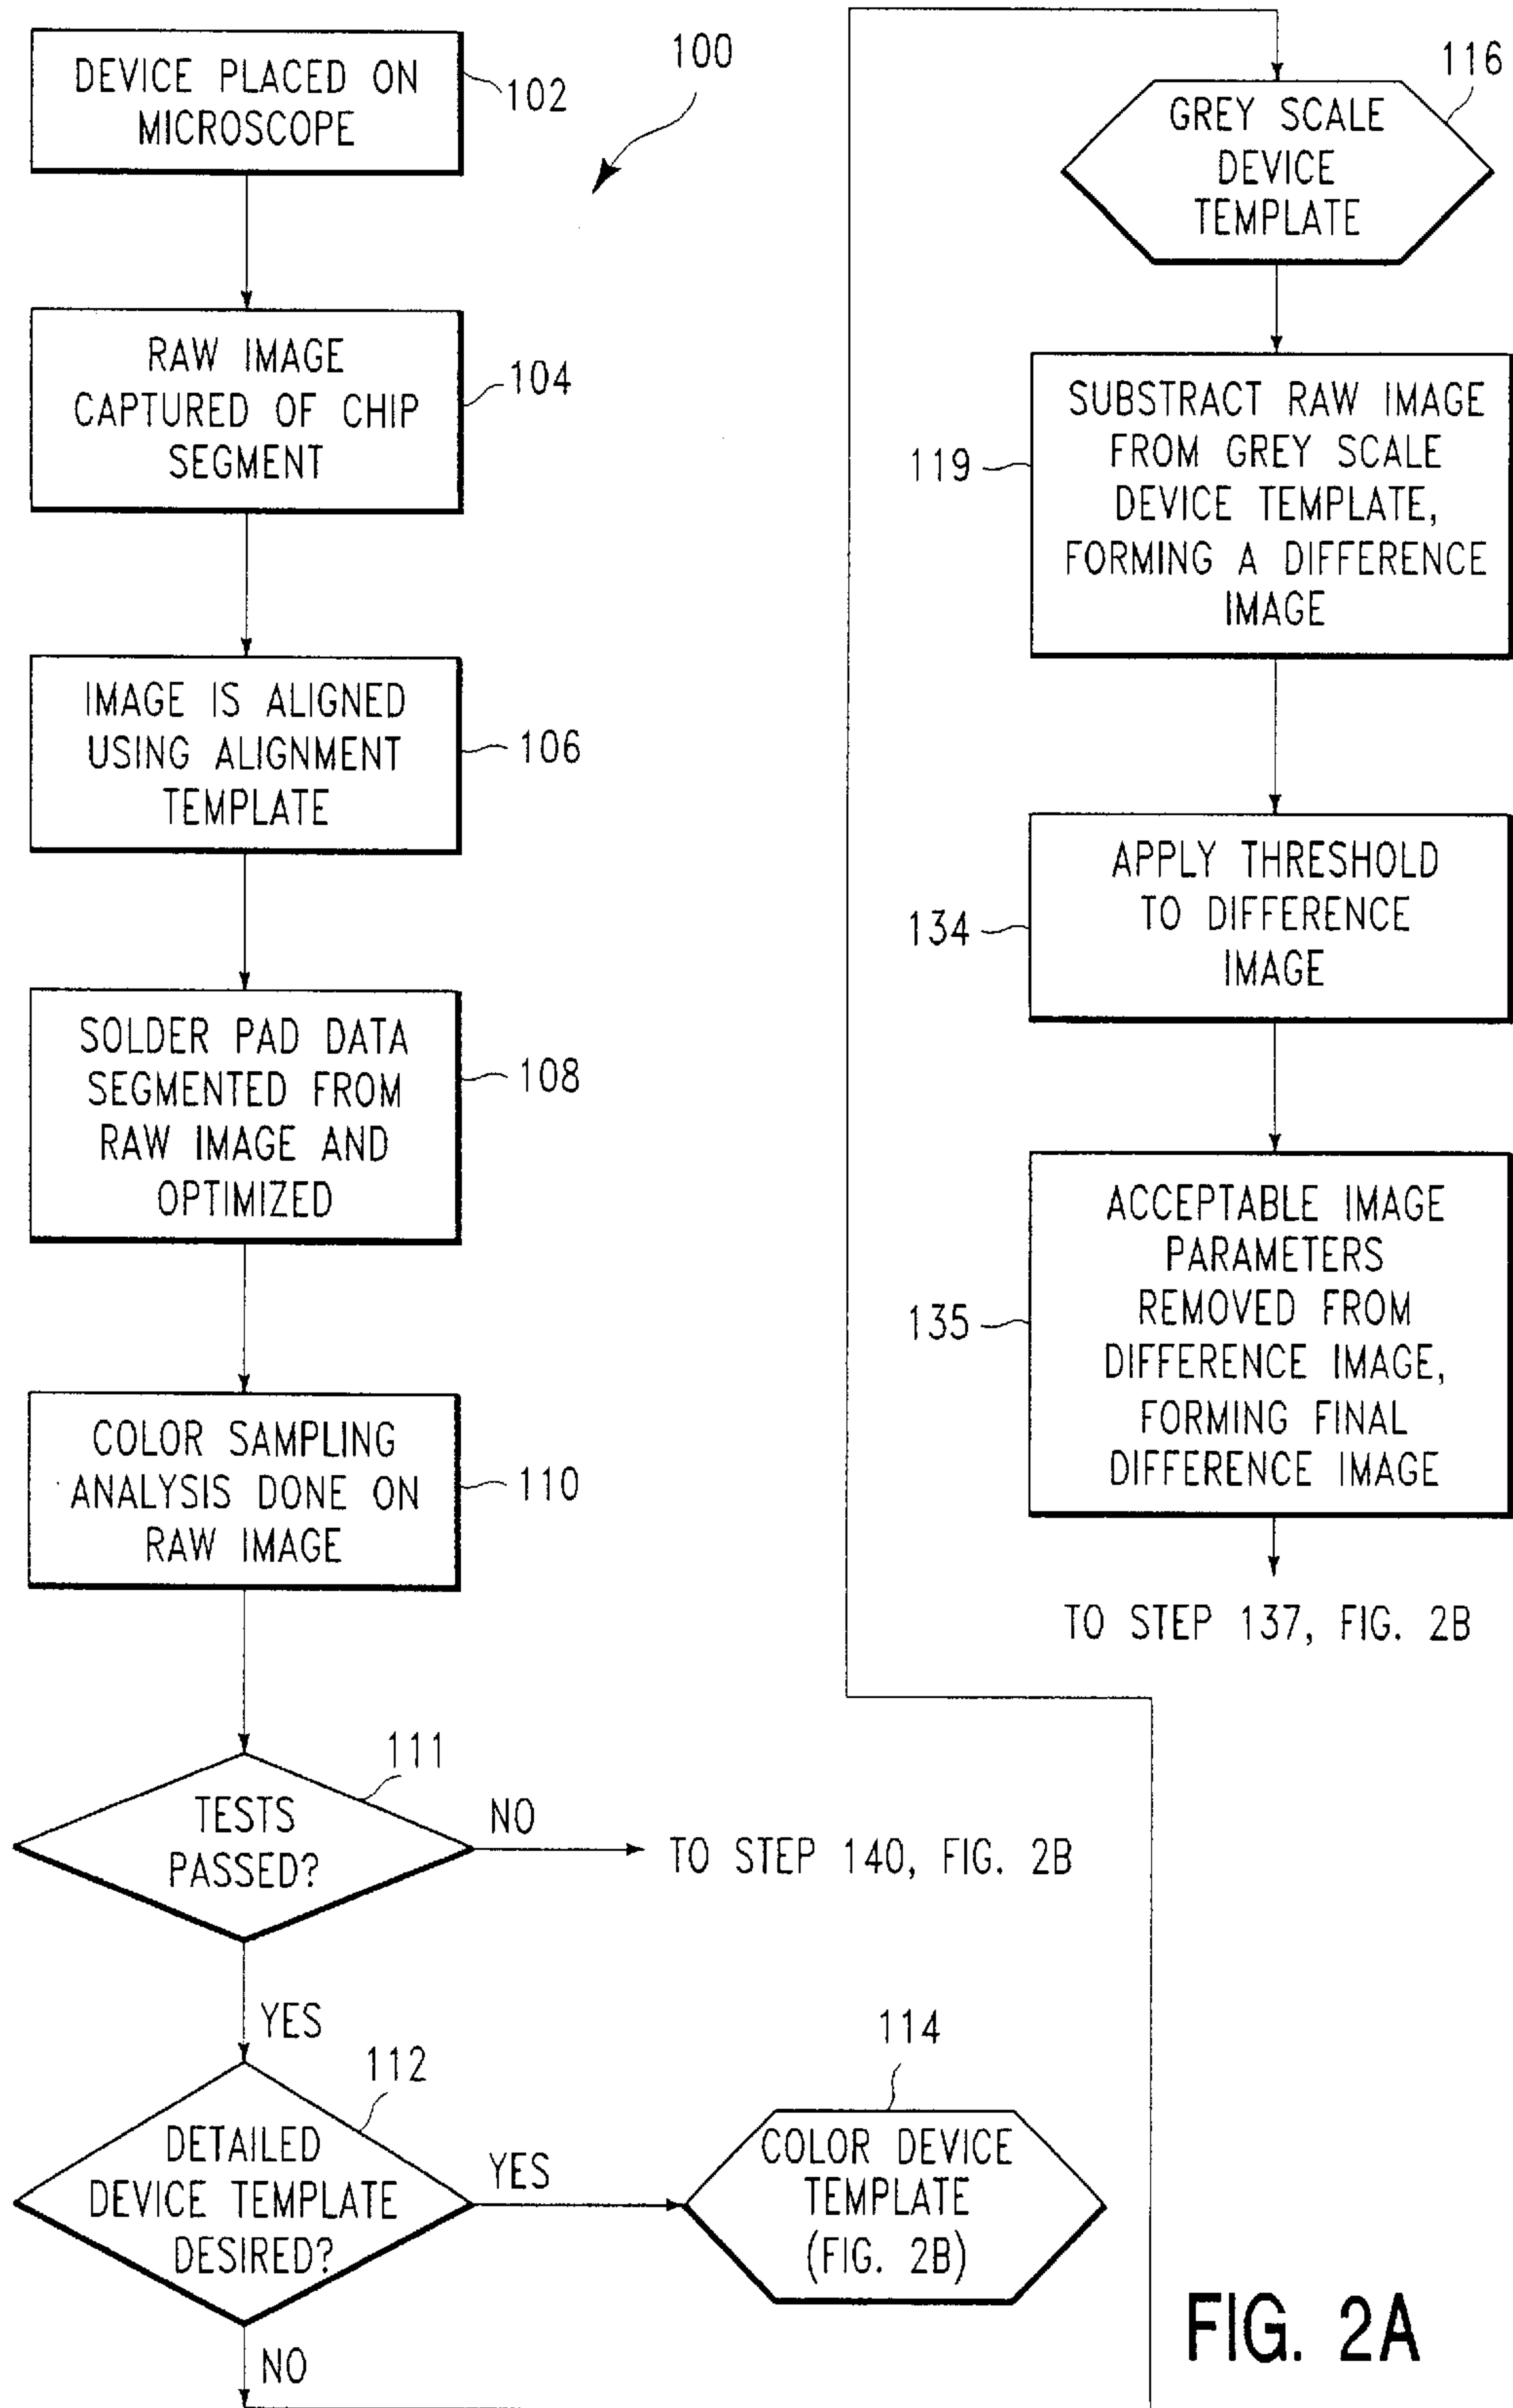 100
DEVICE PLACED ON
MICROSCOPE
102
RAW IMAGE
CAPTURED OF CHIP
SEGMENT
104
IMAGE IS ALIGNED
USING ALIGNMENT
TEMPLATE
106
SOLDER PAD DATA
SEGMENTED FROM
RAW IMAGE AND
OPTIMIZED
108
COLOR SAMPLING
ANALYSIS DONE ON
RAW IMAGE
110
111
TESTS
PASSED?
NO
TO STEP 140, FIG. 2B
YES
112
DETAILED
DEVICE TEMPLATE
DESIRED?
YES
114
COLOR DEVICE
TEMPLATE
(FIG. 2B)
NO
116
GREY SCALE
DEVICE
TEMPLATE
119
SUBSTRACT RAW IMAGE
FROM GREY SCALE
DEVICE TEMPLATE,
FORMING A DIFFERENCE
IMAGE
134
APPLY THRESHOLD
TO DIFFERENCE
IMAGE
135
ACCEPTABLE IMAGE
PARAMETERS
REMOVED FROM
DIFFERENCE IMAGE,
FORMING FINAL
DIFFERENCE IMAGE
TO STEP 137, FIG. 2B
FIG. 2A